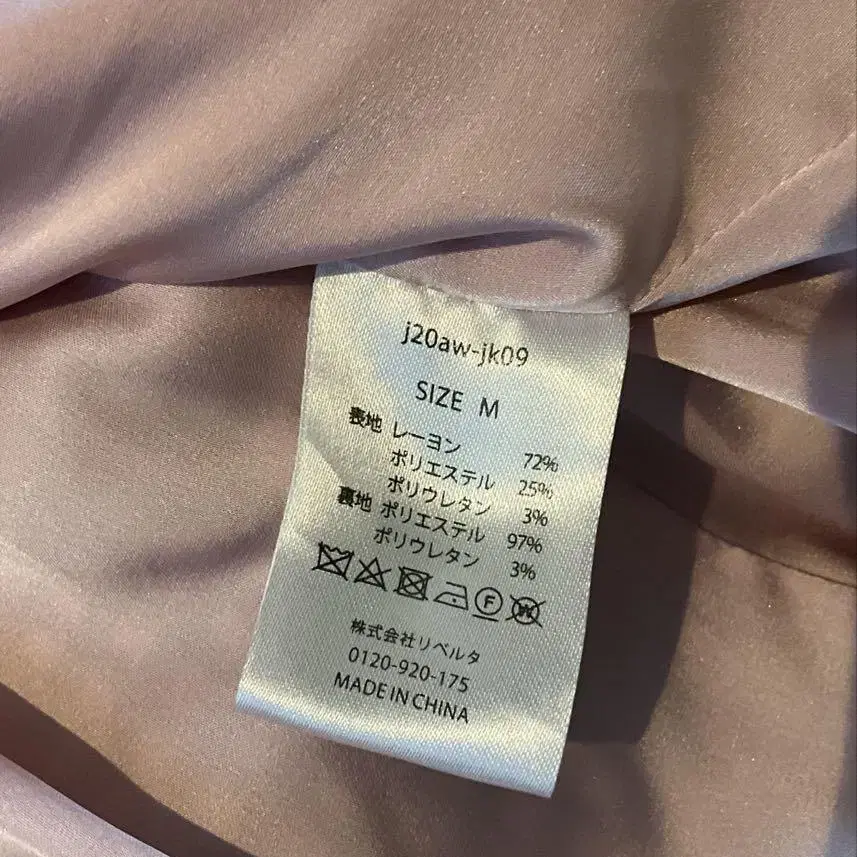 j20aw-jk09
SIZE M
表地 レーヨン 72%
ポリエステル 25%
ポリウレタン 3%
裏地 ポリエステル 97%
ポリウレタン 3%
F W
株式会社リベルタ
0120-920-175
MADE IN CHINA